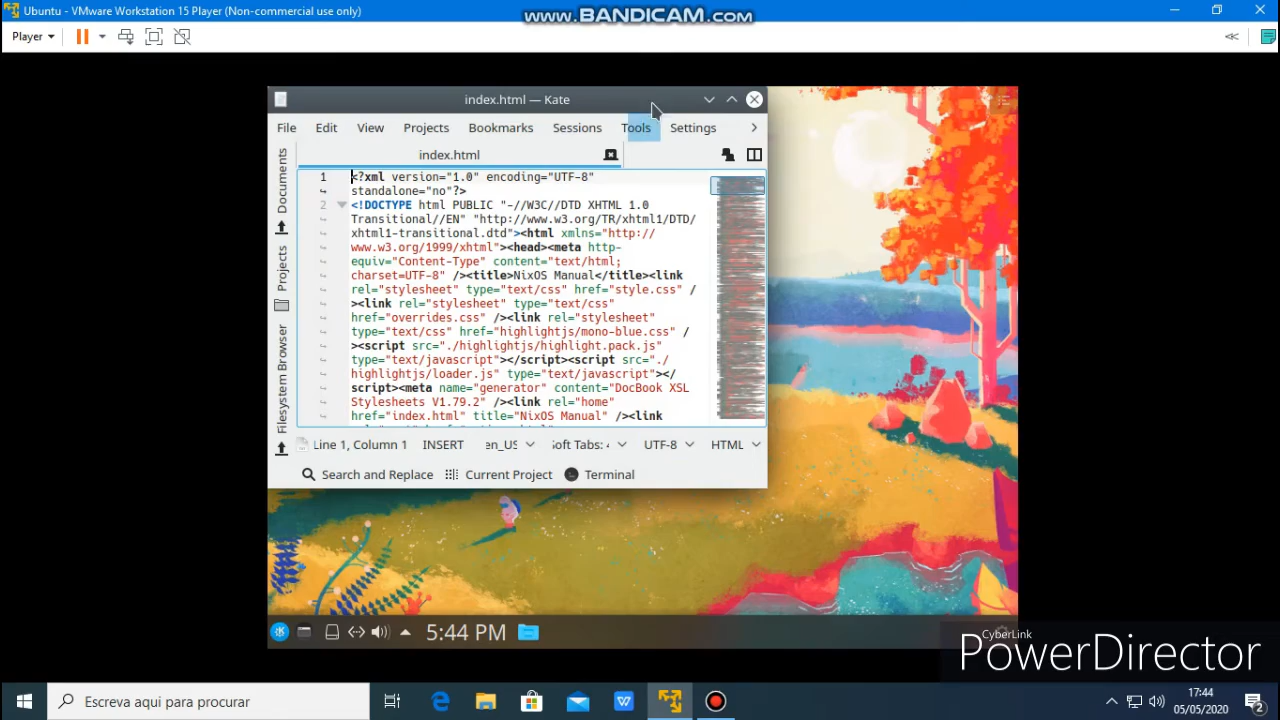 Ubuntu - VMware Workstation 15 Player (Non-commercial use only)
www.BANDICAM.com
Player
index.html — Kate
File Edit View Projects Bookmarks Sessions Tools Settings
index.html
Documents
Projects
Filesystem Browser
1 <?xml version="1.0" encoding="UTF-8"
standalone="no"?>
2 <!DOCTYPE html PUBLIC "-//W3C//DTD XHTML 1.0
Transitional//EN" "http://www.w3.org/TR/xhtml1/DTD/
xhtml1-transitional.dtd"><html xmlns="http://
www.w3.org/1999/xhtml"><head><meta http-
equiv="Content-Type" content="text/html;
charset=UTF-8" /><title>NixOS Manual</title><link
rel="stylesheet" type="text/css" href="style.css" /
><link rel="stylesheet" type="text/css"
href="overrides.css" /><link rel="stylesheet"
type="text/css" href="highlightjs/mono-blue.css" /
><script src="./highlightjs/highlight.pack.js"
type="text/javascript"></script><script src="./
highlightjs/loader.js" type="text/javascript"></
script><meta name="generator" content="DocBook XSL
Stylesheets V1.79.2" /><link rel="home"
href="index.html" title="NixOS Manual" /><link
Line 1, Column 1 INSERT en_US Soft Tabs: 4 UTF-8 HTML
Search and Replace Current Project Terminal
5:44 PM
CyberLink
PowerDirector
Escreva aqui para procurar
17:44
05/05/2020
2